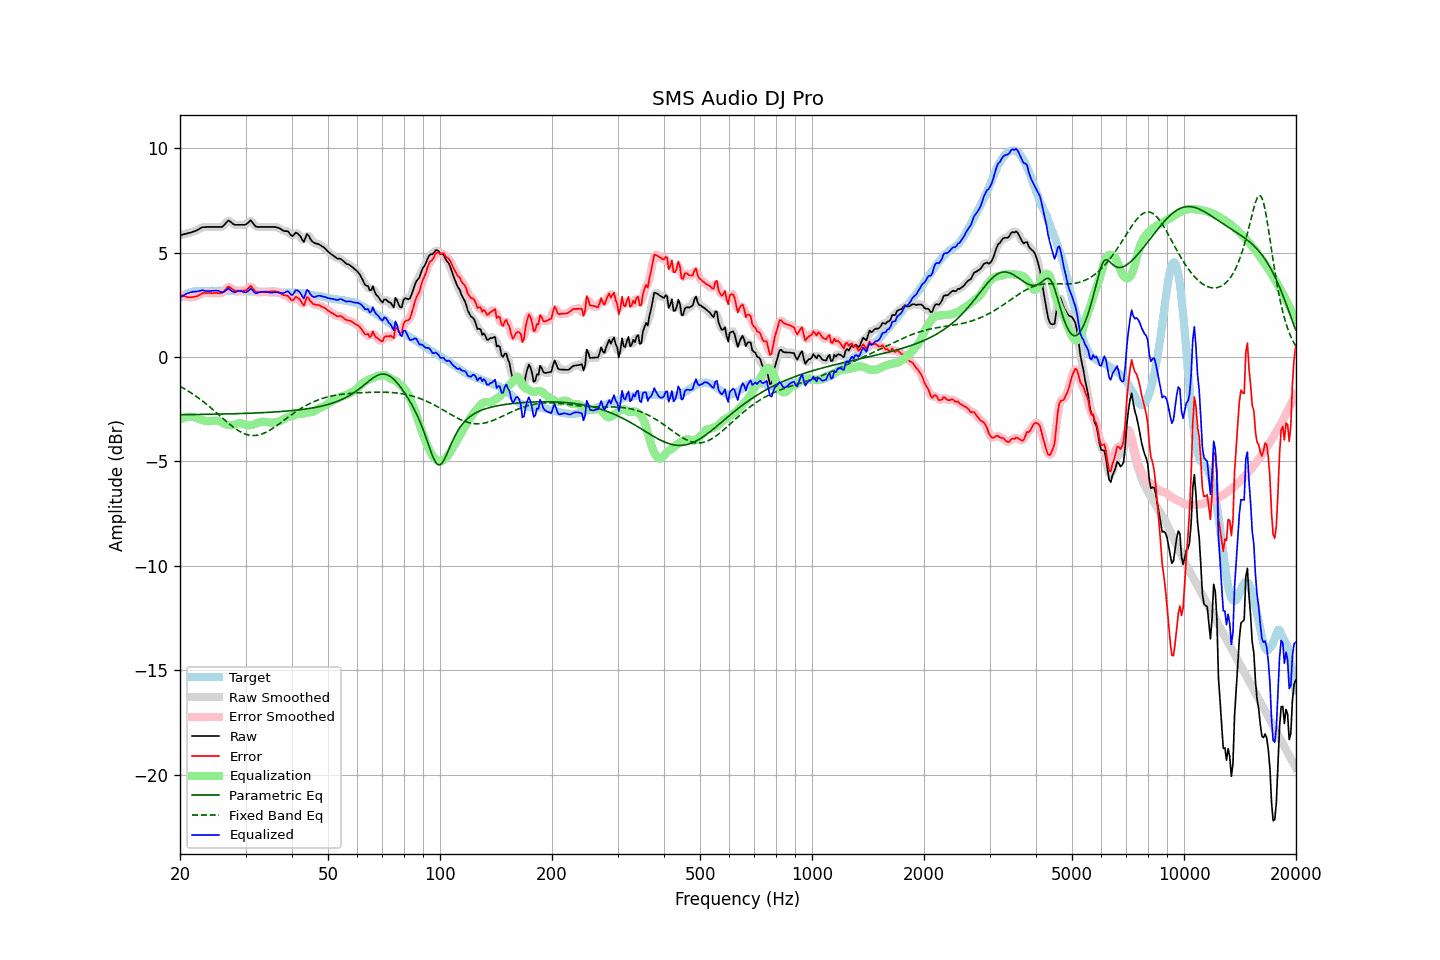 SMS Audio DJ Pro
10
5
0
−5
−10
−15
−20
Amplitude (dBr)
Target
Raw Smoothed
Error Smoothed
Raw
Error
Equalization
Parametric Eq
Fixed Band Eq
Equalized
20 50 100 200 500 1000 2000 5000 10000 20000
Frequency (Hz)